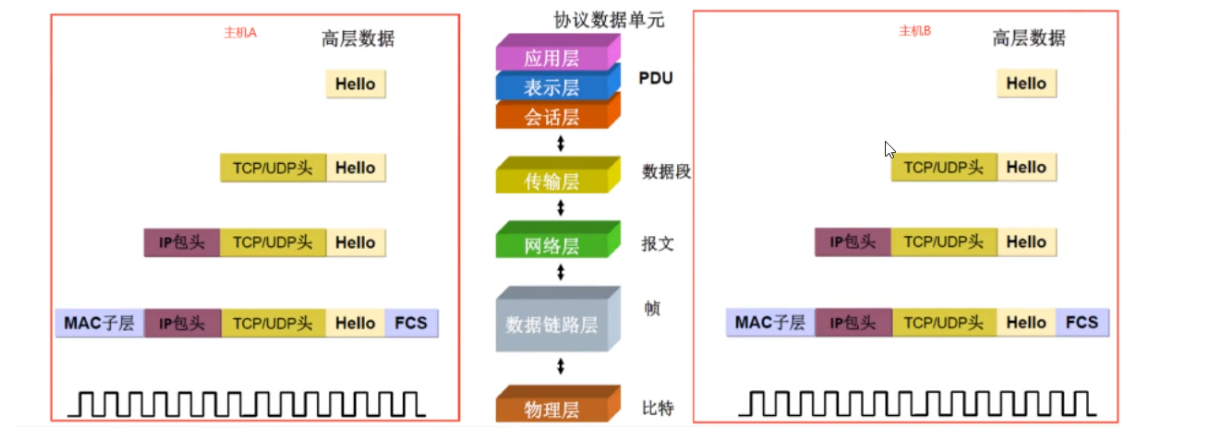 主机A
高层数据
Hello
TCP/UDP头 Hello
IP包头 TCP/UDP头 Hello
MAC子层 IP包头 TCP/UDP头 Hello FCS
协议数据单元
应用层
表示层
会话层
PDU
传输层 数据段
网络层 报文
数据链路层 帧
物理层 比特
主机B
高层数据
Hello
TCP/UDP头 Hello
IP包头 TCP/UDP头 Hello
MAC子层 IP包头 TCP/UDP头 Hello FCS